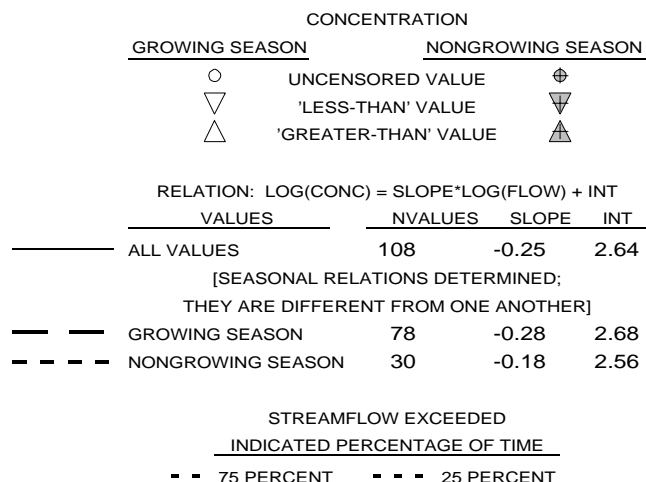 CONCENTRATION
GROWING SEASON NONGROWING SEASON
UNCENSORED VALUE
'LESS-THAN' VALUE
'GREATER-THAN' VALUE
RELATION: LOG(CONC) = SLOPE*LOG(FLOW) + INT
VALUES NVALUES SLOPE INT
ALL VALUES 108 -0.25 2.64
[SEASONAL RELATIONS DETERMINED;
THEY ARE DIFFERENT FROM ONE ANOTHER]
GROWING SEASON 78 -0.28 2.68
NONGROWING SEASON 30 -0.18 2.56
STREAMFLOW EXCEEDED
INDICATED PERCENTAGE OF TIME
75 PERCENT 25 PERCENT